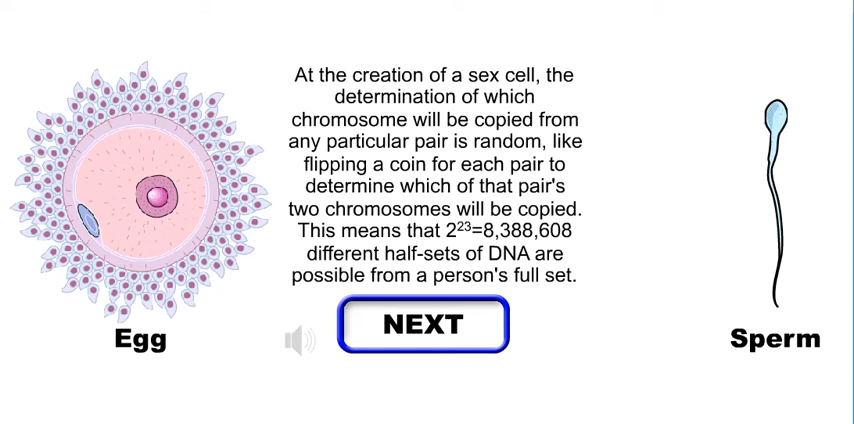 At the creation of a sex cell, the
determination of which
chromosome will be copied from
any particular pair is random, like
flipping a coin for each pair to
determine which of that pair's
two chromosomes will be copied.
This means that 2²³=8,388,608
different half-sets of DNA are
possible from a person's full set.
NEXT
Egg
Sperm